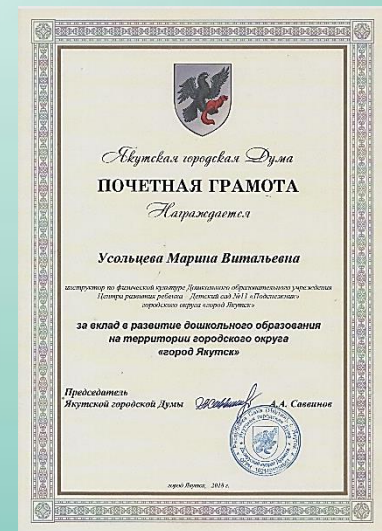 Якутская городская Дума
ПОЧЕТНАЯ ГРАМОТА
Награждается
Усольцева Марина Витальевна
инструктор по физической культуре Дошкольного образовательного учреждения
Центра развития ребенка - Детский сад №11 «Подснежник»
городского округа «город Якутск»
за вклад в развитие дошкольного образования
на территории городского округа
«город Якутск»
Председатель
Якутской городской Думы А.А. Саввинов
город Якутск, 2016 г.